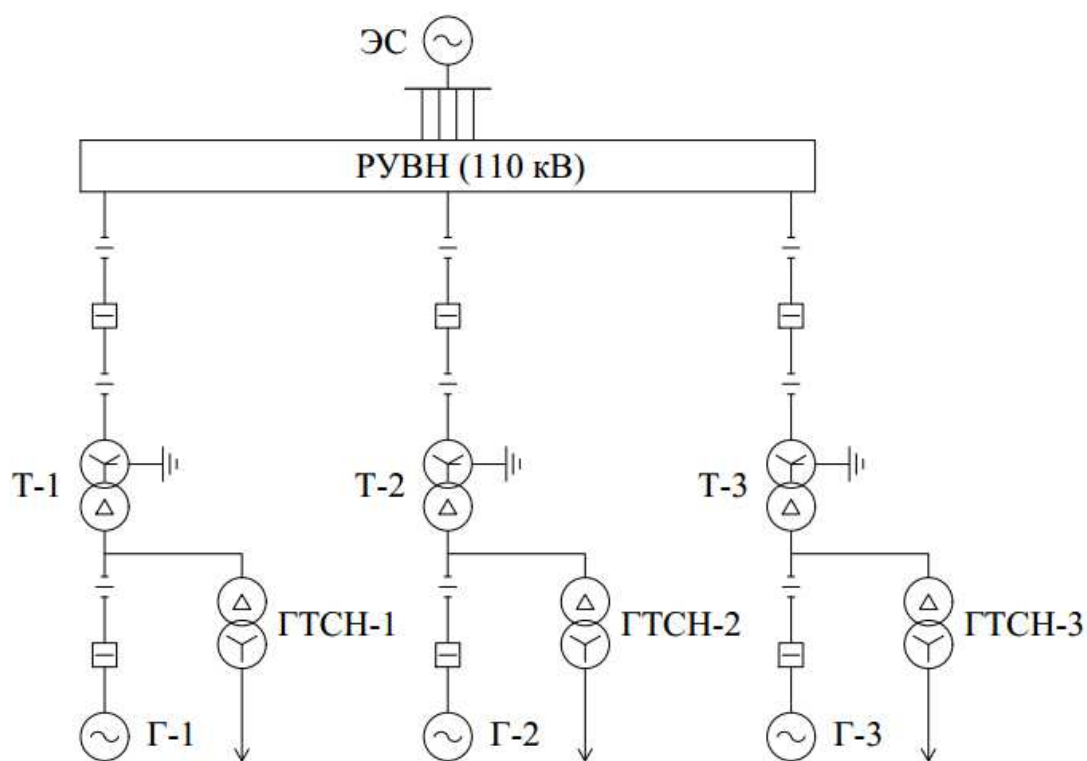 ЭС
РУВН (110 кВ)
Т-1
Т-2
Т-3
ГТСН-1
ГТСН-2
ГТСН-3
Г-1
Г-2
Г-3